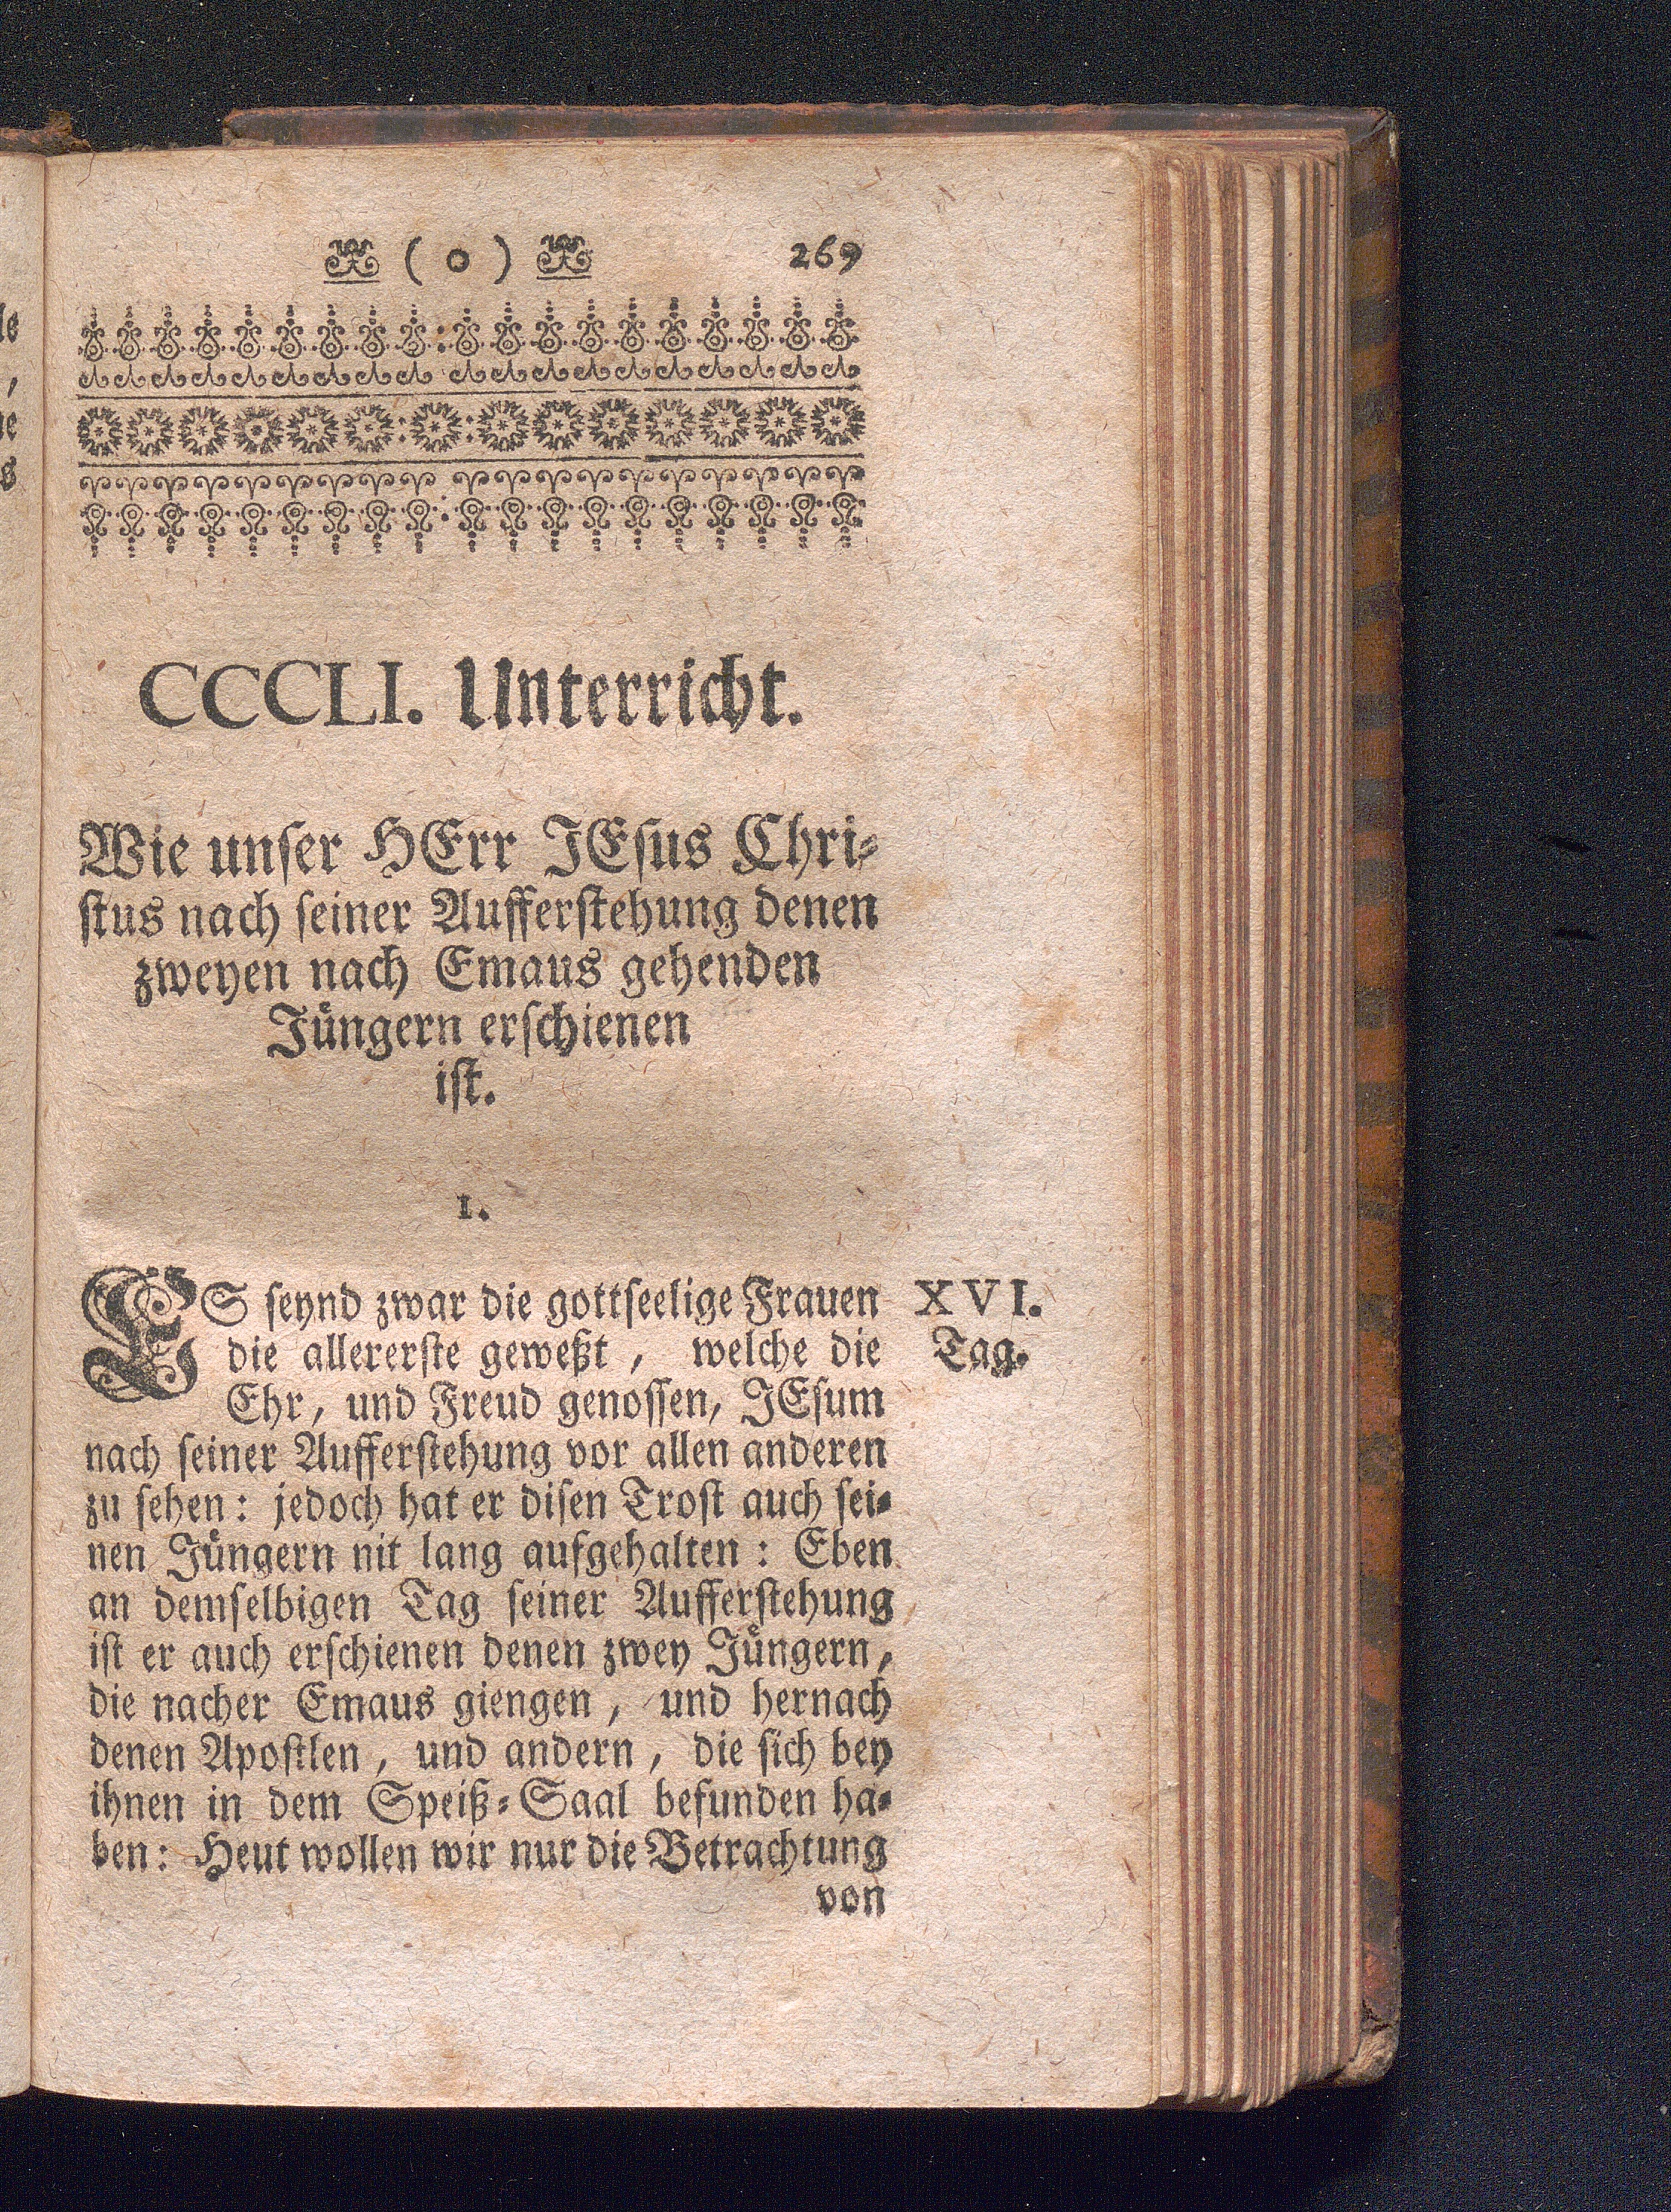 ( o ) 269
CCCLI. Unterricht.
Wie unser HErr JEsus Chri-
stus nach seiner Aufferstehung denen
zweyen nach Emaus gehenden
Jüngern erschienen
ist.
1.
ES seynd zwar die gottseelige Frauen
XVI.
die allererste geweßt, welche die
Tag.
Ehr, und Freud genossen, JEsum
nach seiner Aufferstehung vor allen anderen
zu sehen: jedoch hat er disen Trost auch sei-
nen Jüngern nit lang aufgehalten: Eben
an demselbigen Tag seiner Aufferstehung
ist er auch erschienen denen zwey Jüngern,
die nacher Emaus giengen, und hernach
denen Apostlen, und andern, die sich bey
ihnen in dem Speiß-Saal befunden ha-
ben: Heut wollen wir nur die Betrachtung
von